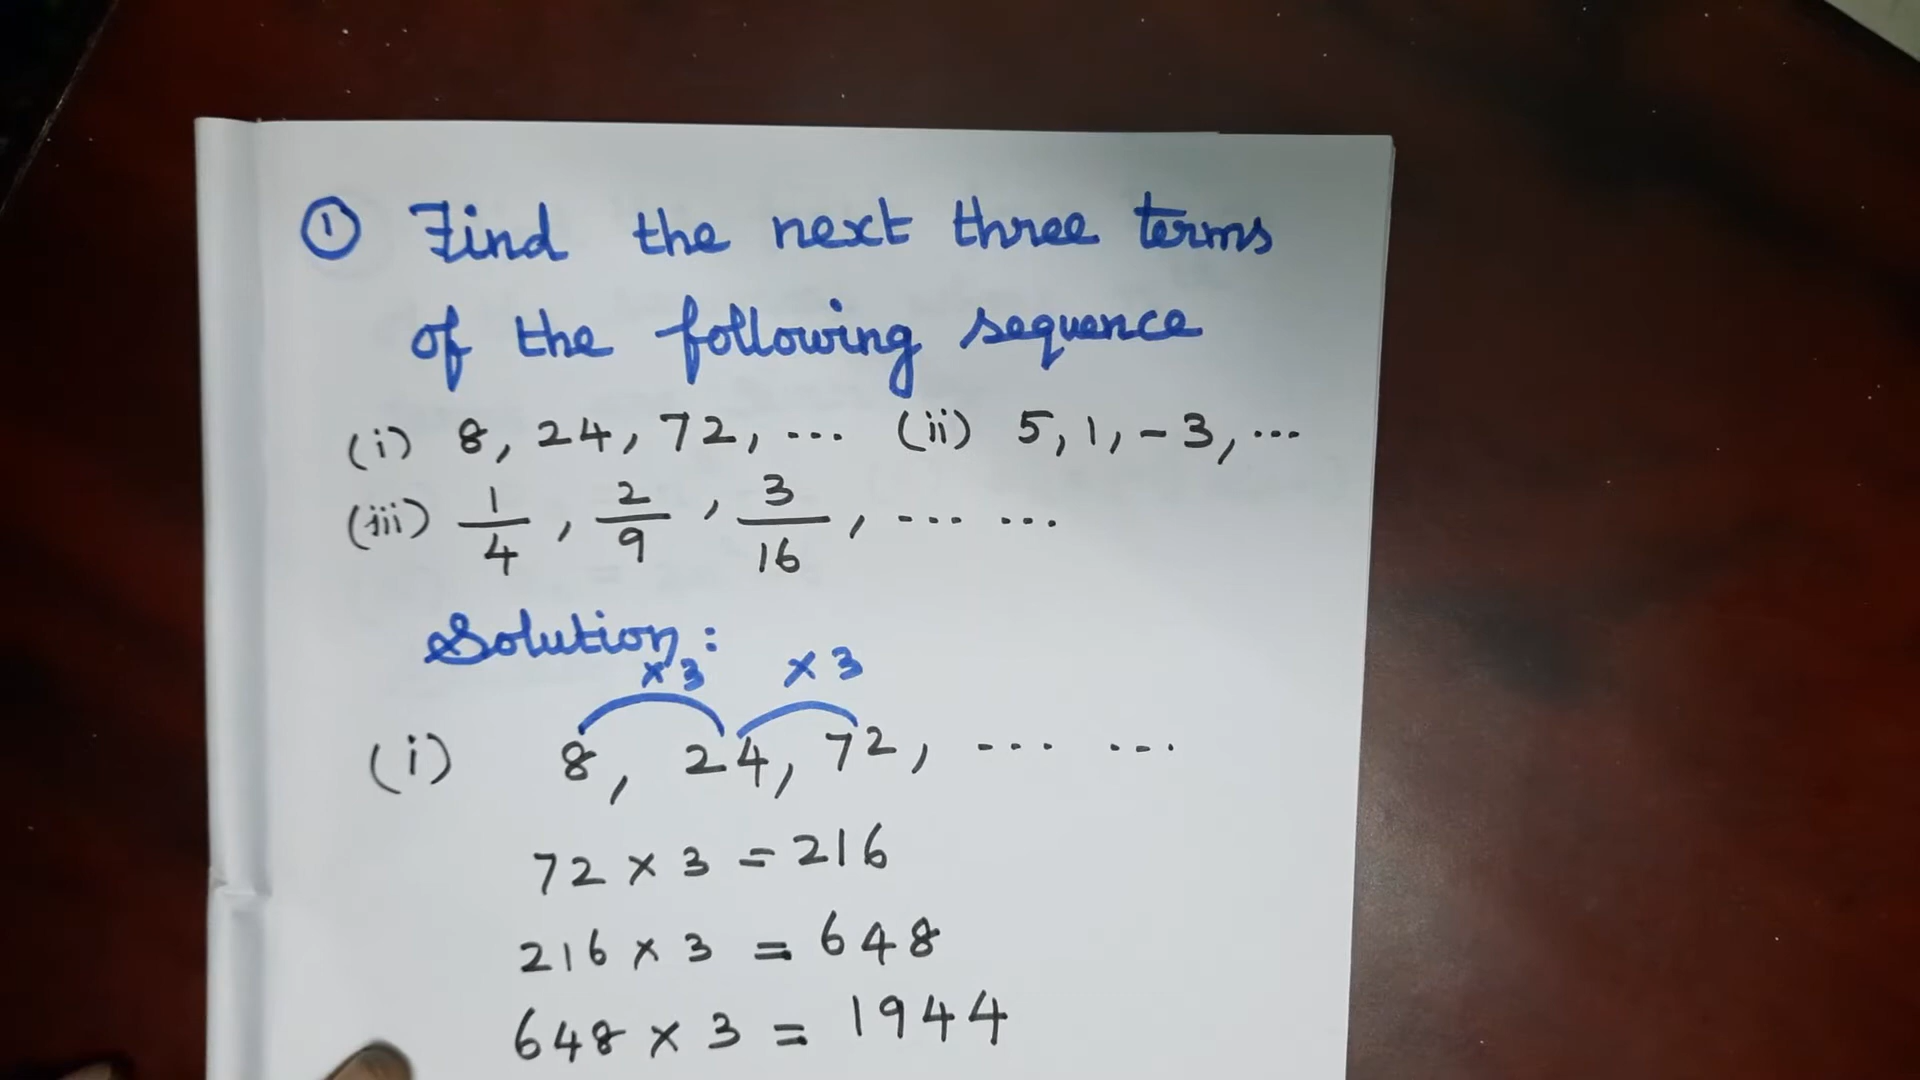 ① Find the next three terms
of the following sequence
(i) 8, 24, 72, ... (ii) 5, 1, -3, ...
(iii) 1/4, 2/9, 3/16, ... ...
Solution:
×3 ×3
(i) 8, 24, 72, ... ...
72 × 3 = 216
216 × 3 = 648
648 × 3 = 1944